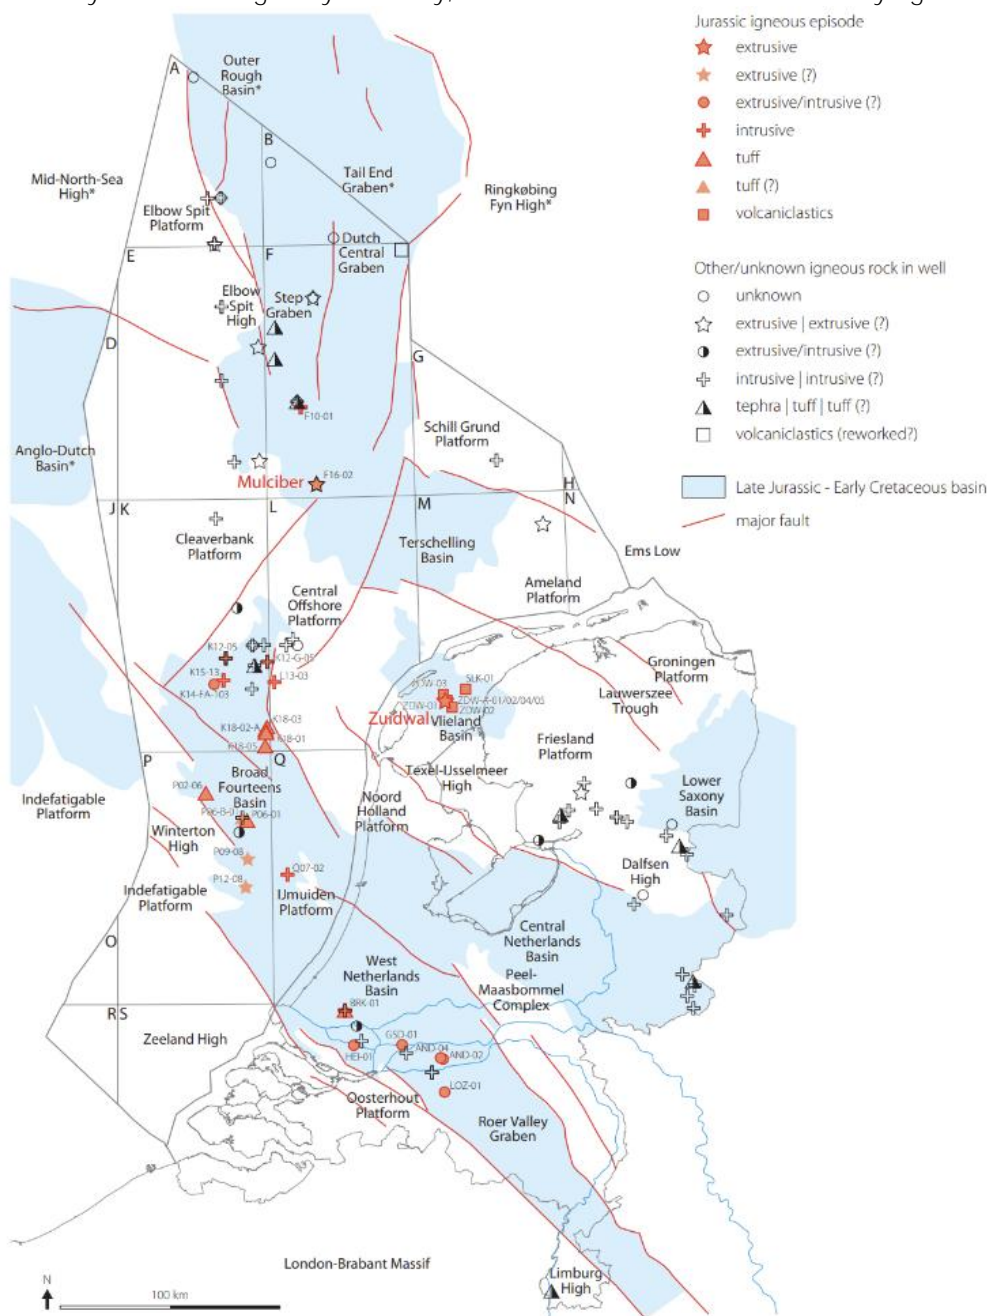 Jurassic igneous episode
extrusive
extrusive (?)
extrusive/intrusive (?)
intrusive
tuff
tuff (?)
volcaniclastics
Other/unknown igneous rock in well
unknown
extrusive | extrusive (?)
extrusive/intrusive (?)
intrusive | intrusive (?)
tephra | tuff | tuff (?)
volcaniclastics (reworked?)
Late Jurassic - Early Cretaceous basin
major fault
A
Outer
Rough
Basin*
B
Mid-North-Sea
High*
Tail End
Graben*
Ringkøbing
Fyn High*
Elbow Spit
Platform
E
F
Dutch
Central
Graben
Elbow
Spit
High
Step
Graben
D
G
F10-01
Schill Grund
Platform
Anglo-Dutch
Basin*
Mulciber
F16-02
H
J
K
L
M
N
Cleaverbank
Platform
Terschelling
Basin
Ems Low
Central
Offshore
Platform
Ameland
Platform
K12-05
K12-G-05
K15-13
L13-03
K14-FA-103
Groningen
Platform
Lauwerszee
Trough
ZDW-03
SLK-01
ZDW-A-01/02/04/05
ZDW-01
ZDW-02
Zuidwal
Vlieland
Basin
K18-03
K18-02-A
K18-05
Friesland
Platform
P
Q
Texel-IJsselmeer
High
Lower
Saxony
Basin
Indefatigable
Platform
P02-06
Broad
Fourteens
Basin
Noord
Holland
Platform
P06-01
Winterton
High
P09-08
P12-08
Q07-02
Dalfsen
High
Indefatigable
Platform
IJmuiden
Platform
O
Central
Netherlands
Basin
West
Netherlands
Basin
Peel-
Maasbommel
Complex
R
S
BRK-01
Zeeland High
GSD-01
HEI-01
AND-04
AND-02
LOZ-01
Oosterhout
Platform
Roer Valley
Graben
London-Brabant Massif
Limburg
High
N
100 km